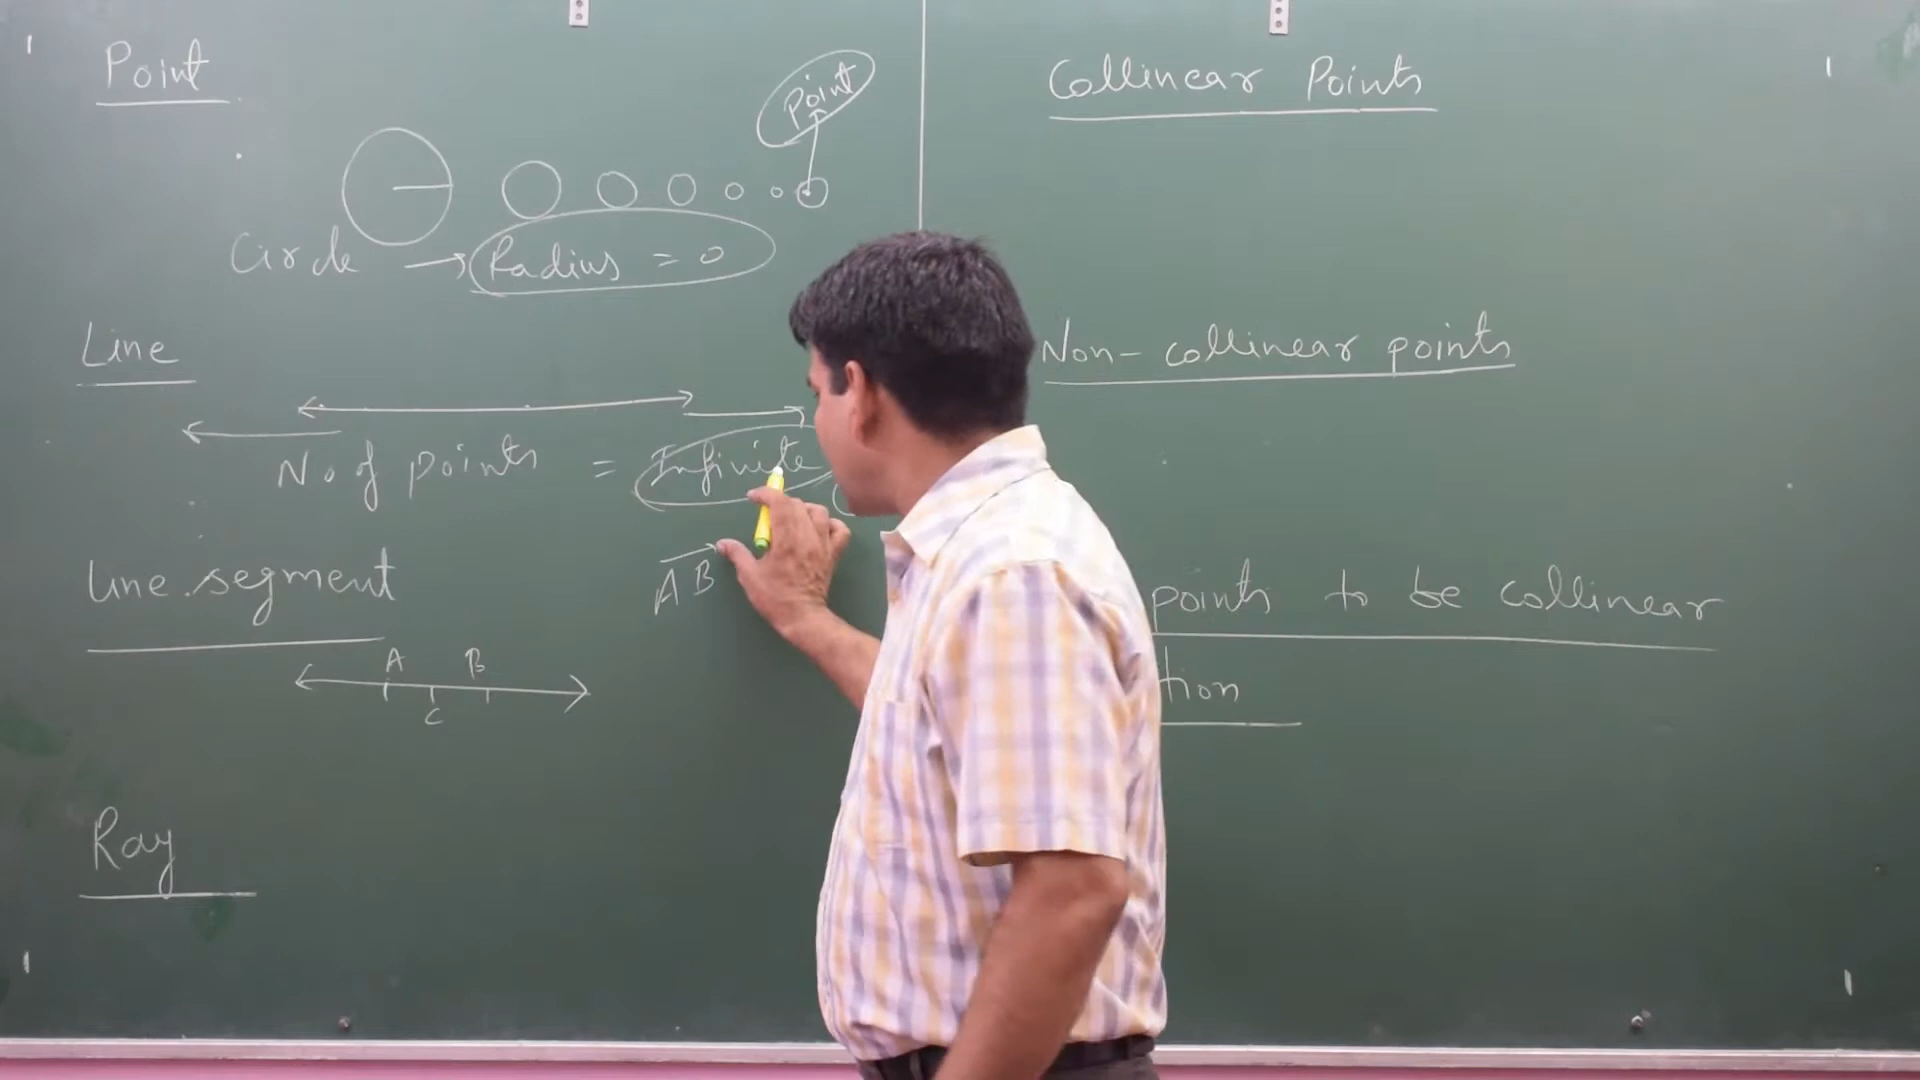 Point
Point
Circle → Radius = 0
Line
No of points = Infinite
Line segment
AB
A B
C
Ray
Collinear Points
Non-collinear points
points to be collinear
tion